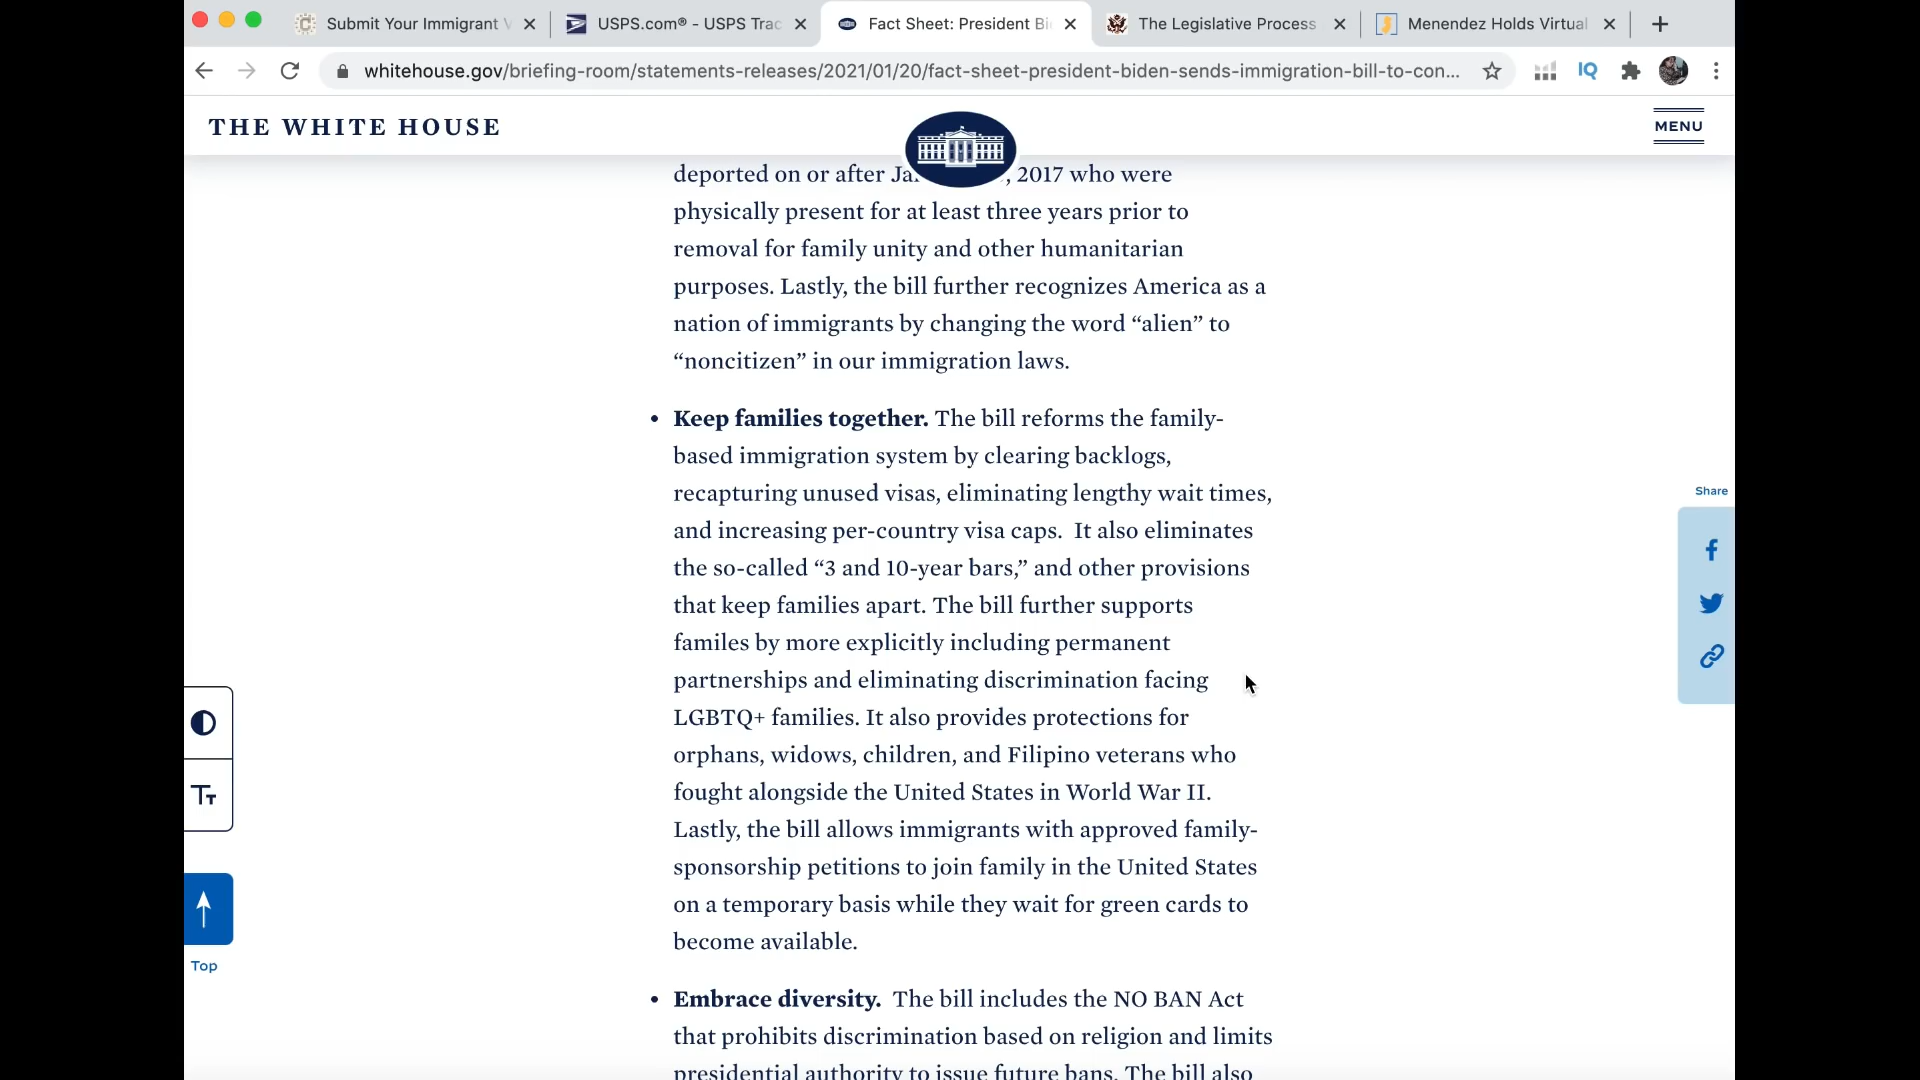 Submit Your Immigrant V
USPS.com® - USPS Trac
Fact Sheet: President Bi
The Legislative Process
Menendez Holds Virtual
whitehouse.gov/briefing-room/statements-releases/2021/01/20/fact-sheet-president-biden-sends-immigration-bill-to-con...
IQ
THE WHITE HOUSE
MENU
deported on or after , 2017 who were
physically present for at least three years prior to
removal for family unity and other humanitarian
purposes. Lastly, the bill further recognizes America as a
nation of immigrants by changing the word “alien” to
“noncitizen” in our immigration laws.
• Keep families together. The bill reforms the family-
based immigration system by clearing backlogs,
recapturing unused visas, eliminating lengthy wait times,
and increasing per-country visa caps.  It also eliminates
the so-called “3 and 10-year bars,” and other provisions
that keep families apart. The bill further supports
familes by more explicitly including permanent
partnerships and eliminating discrimination facing
LGBTQ+ families. It also provides protections for
orphans, widows, children, and Filipino veterans who
fought alongside the United States in World War II.
Lastly, the bill allows immigrants with approved family-
sponsorship petitions to join family in the United States
on a temporary basis while they wait for green cards to
become available.
• Embrace diversity.  The bill includes the NO BAN Act
that prohibits discrimination based on religion and limits
presidential authority to issue future bans. The bill also
Share
Tт
Top